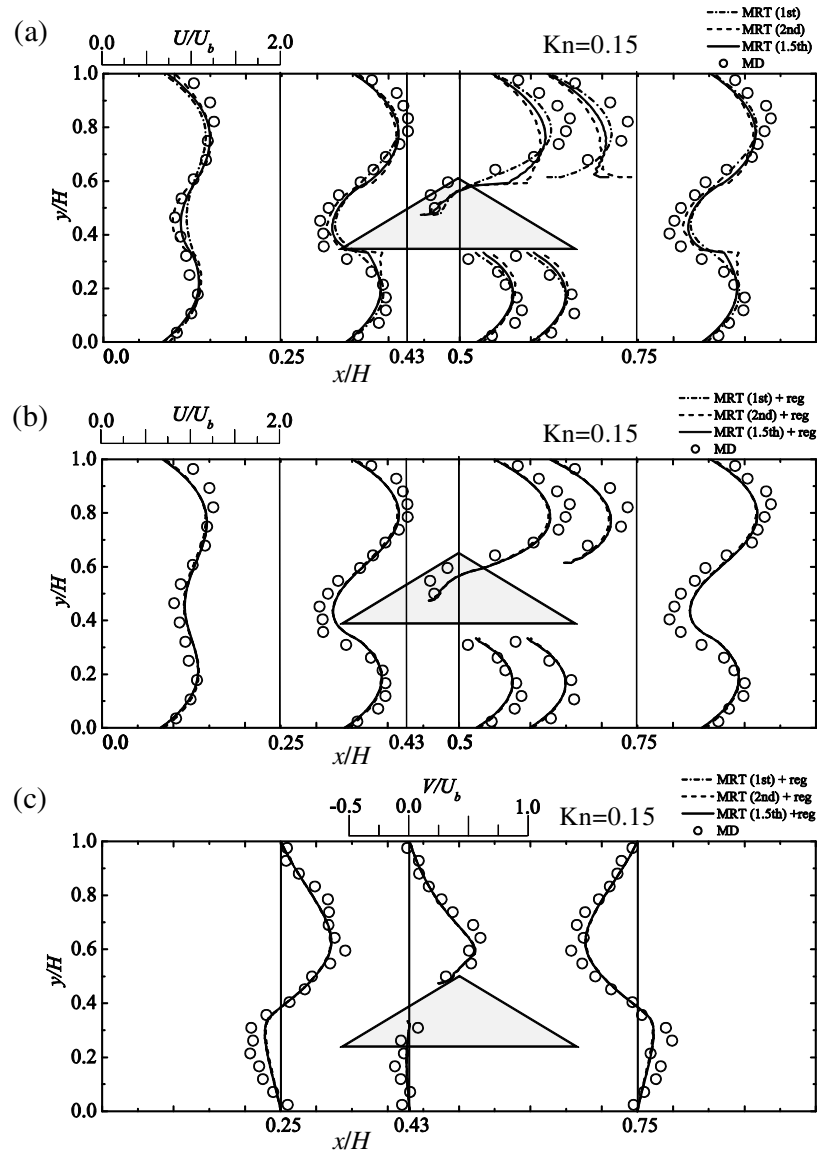 (a)
0.0 U/Ub 2.0
Kn=0.15
MRT (1st)
MRT (2nd)
MRT (1.5th)
MD
1.0
0.8
0.6
0.4
0.2
0.0
y/H
0.0 0.25 0.43 0.5 0.75
x/H
(b)
0.0 U/Ub 2.0
Kn=0.15
MRT (1st) + reg
MRT (2nd) + reg
MRT (1.5th) + reg
MD
1.0
0.8
0.6
0.4
0.2
0.0
y/H
0.0 0.25 0.43 0.5 0.75
x/H
(c)
V/Ub
-0.5 0.0 1.0
Kn=0.15
MRT (1st) + reg
MRT (2nd) + reg
MRT (1.5th) +reg
MD
1.0
0.8
0.6
0.4
0.2
0.0
y/H
0.25 0.43 0.75
x/H